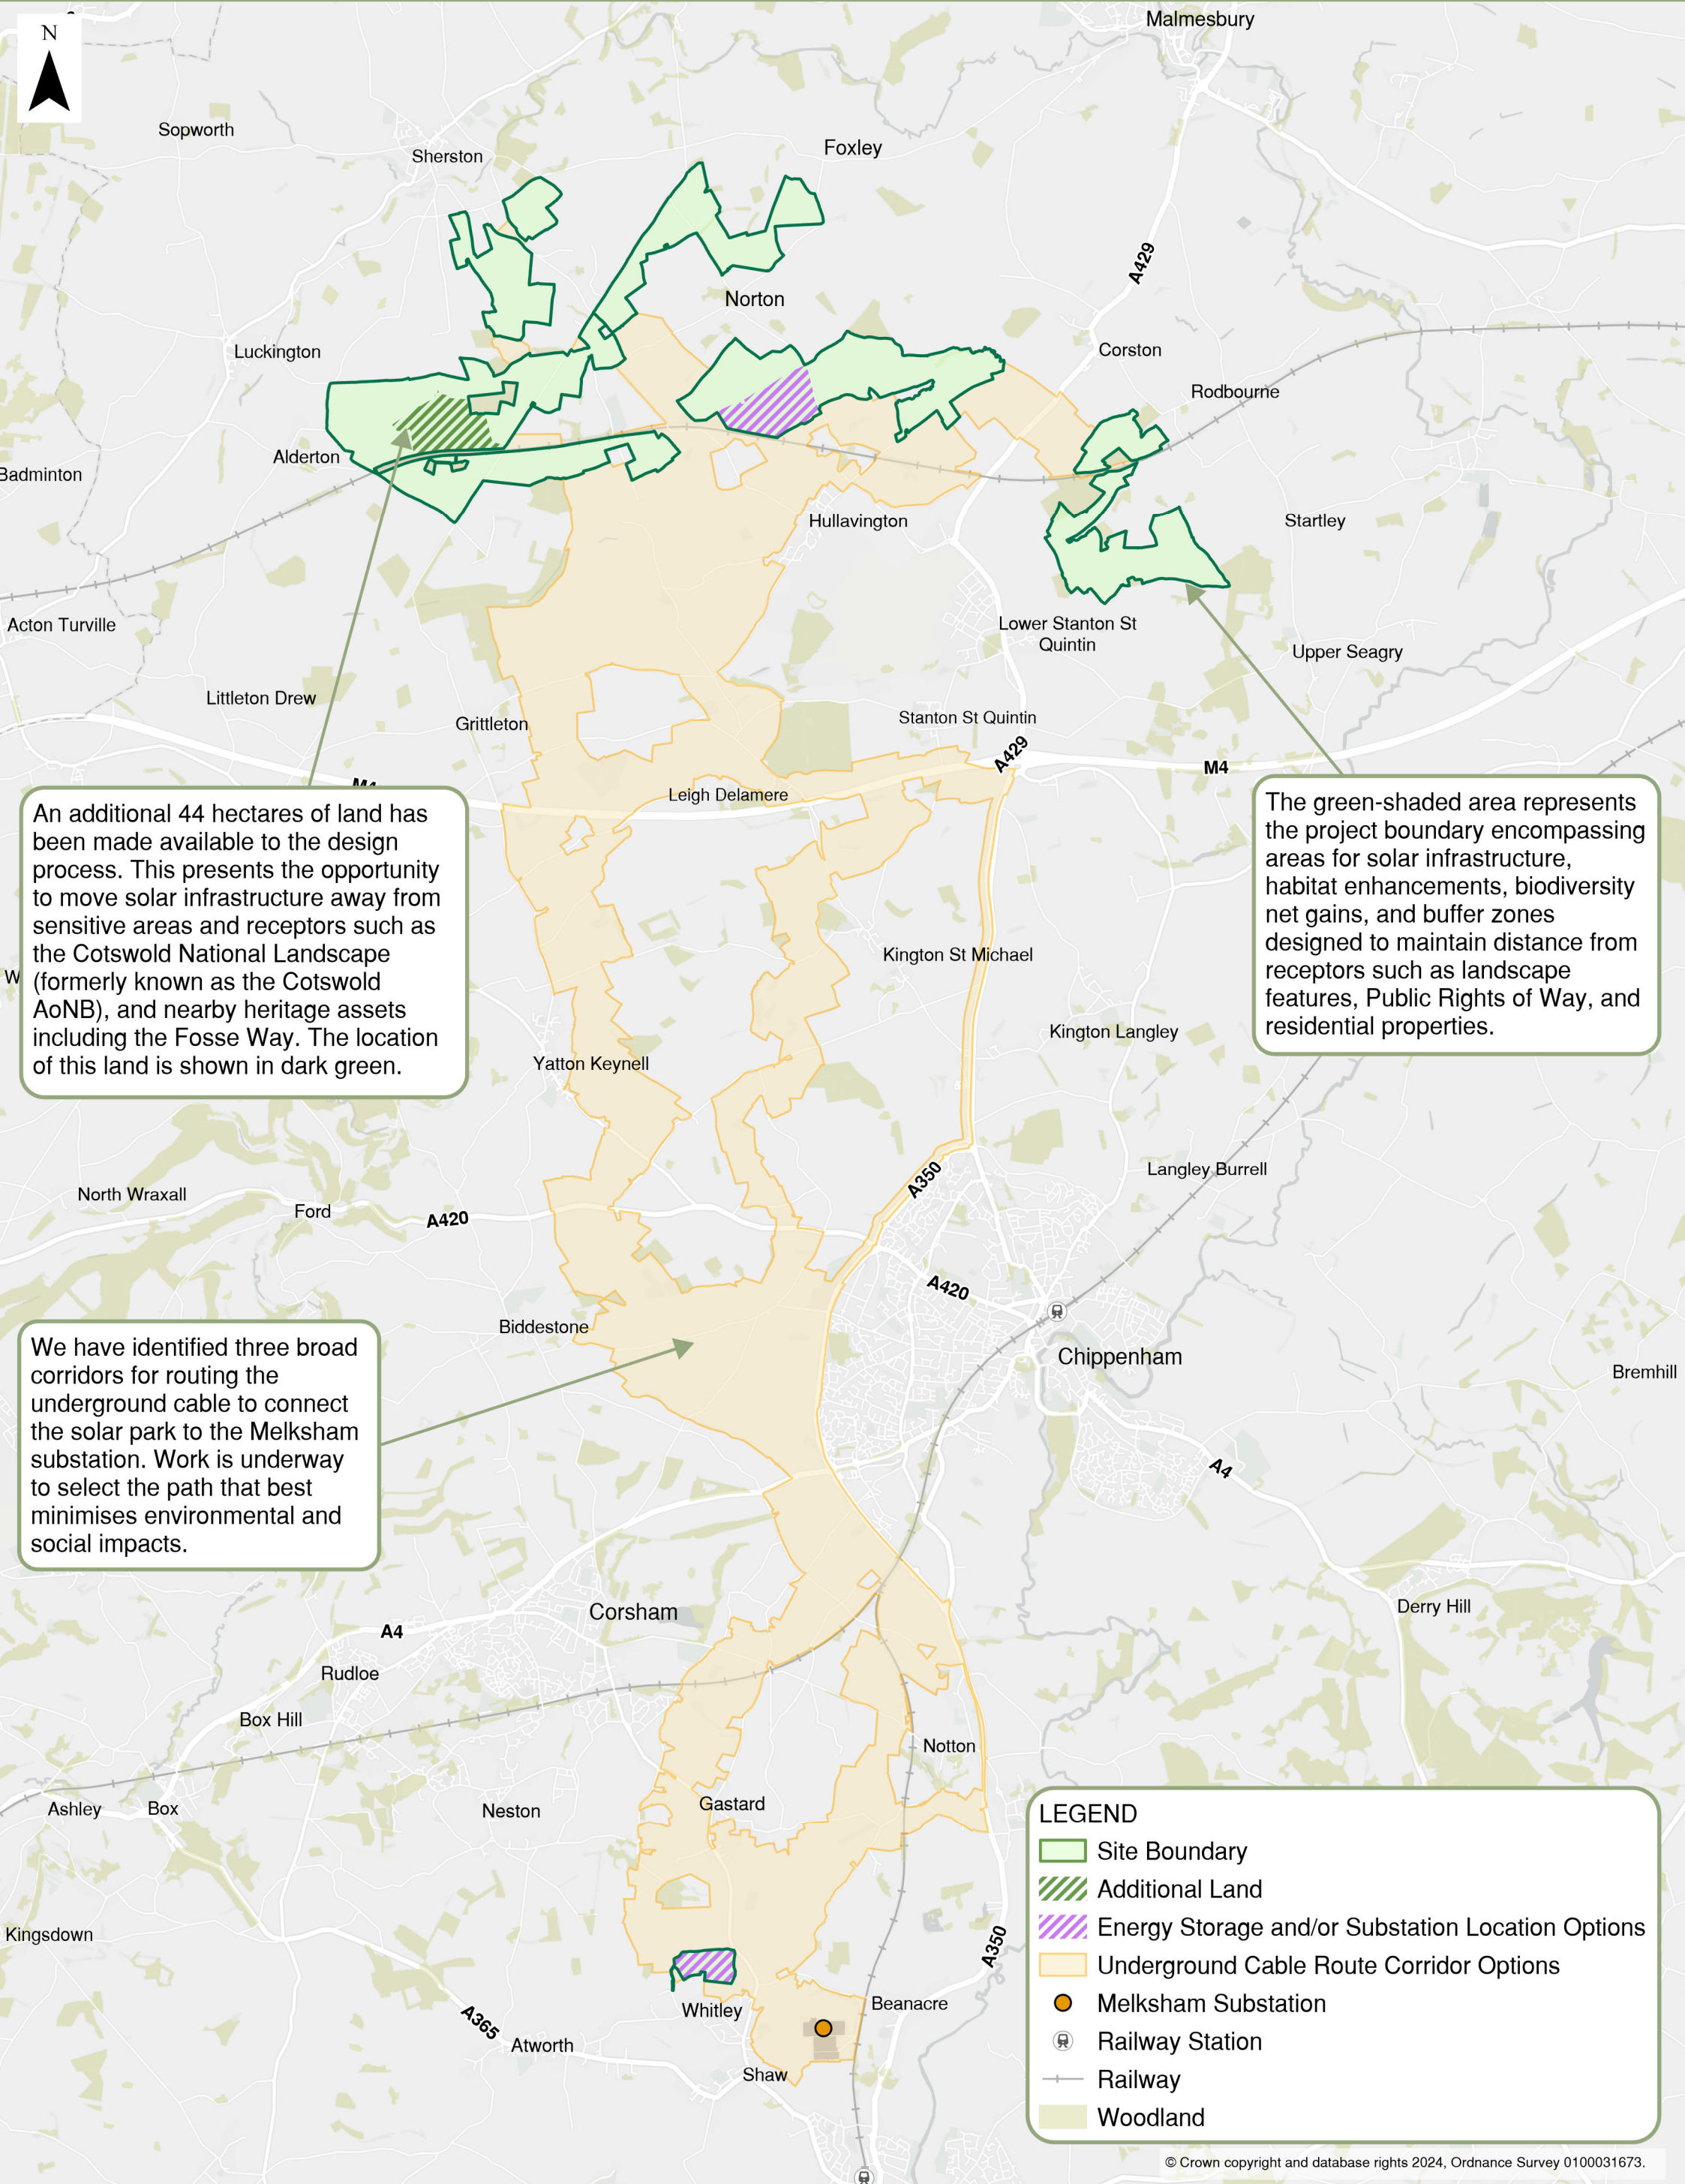 N
Malmesbury
Sopworth
Sherston
Foxley
A429
Norton
Luckington
Corston
Rodbourne
Alderton
Badminton
Hullavington
Startley
Acton Turville
Lower Stanton St
Quintin
Upper Seagry
Littleton Drew
Grittleton
Stanton St Quintin
A429
M4
M4
Leigh Delamere
An additional 44 hectares of land has
been made available to the design
process. This presents the opportunity
to move solar infrastructure away from
sensitive areas and receptors such as
the Cotswold National Landscape
(formerly known as the Cotswold
AoNB), and nearby heritage assets
including the Fosse Way. The location
of this land is shown in dark green.
The green-shaded area represents
the project boundary encompassing
areas for solar infrastructure,
habitat enhancements, biodiversity
net gains, and buffer zones
designed to maintain distance from
receptors such as landscape
features, Public Rights of Way, and
residential properties.
W
Kington St Michael
Kington Langley
Yatton Keynell
Langley Burrell
A350
North Wraxall
Ford
A420
A420
Biddestone
Chippenham
Bremhill
We have identified three broad
corridors for routing the
underground cable to connect
the solar park to the Melksham
substation. Work is underway
to select the path that best
minimises environmental and
social impacts.
A4
Corsham
Derry Hill
A4
Rudloe
Box Hill
Notton
Ashley
Box
Neston
Gastard
Kingsdown
A350
Whitley
Beanacre
A365
Atworth
Shaw
LEGEND
Site Boundary
Additional Land
Energy Storage and/or Substation Location Options
Underground Cable Route Corridor Options
Melksham Substation
Railway Station
Railway
Woodland
© Crown copyright and database rights 2024, Ordnance Survey 0100031673.